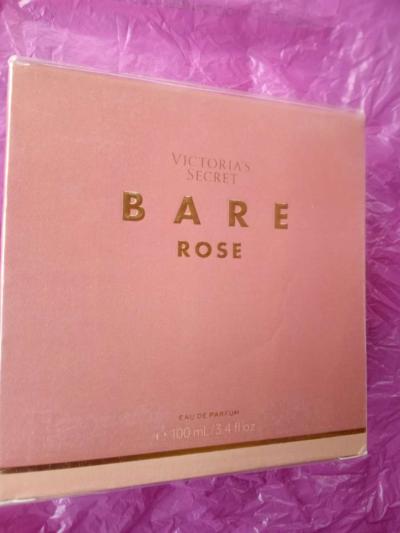 VICTORIA'S
SECRET
BARE
ROSE
EAU DE PARFUM
e 100 mL/3.4 fl oz